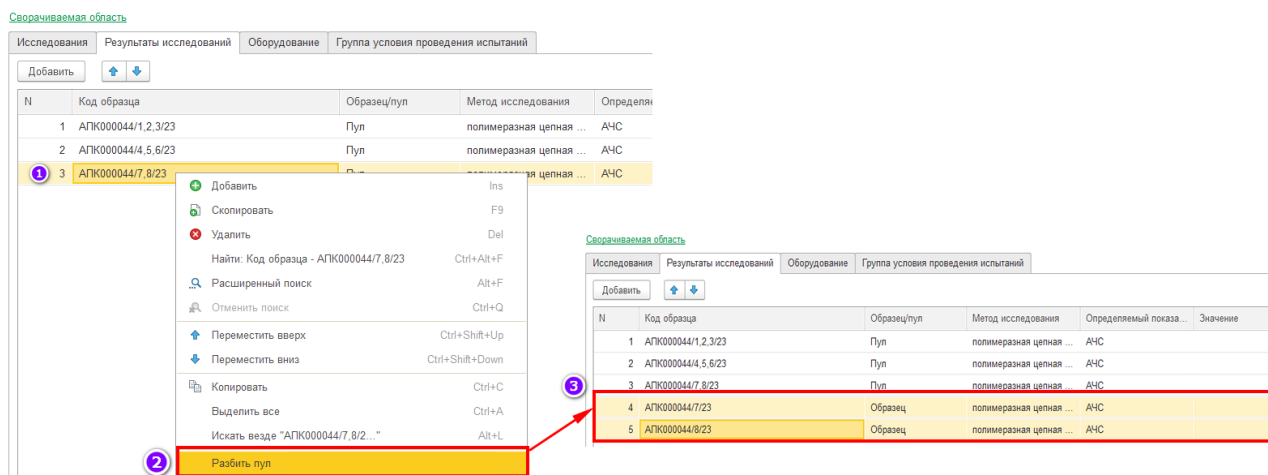 Сворачиваемая область
Исследования Результаты исследований Оборудование Группа условия проведения испытаний
Добавить
N Код образца Образец/пул Метод исследования Определяе
1 АПК000044/1,2,3/23 Пул полимеразная цепная ... АЧС
2 АПК000044/4,5,6/23 Пул полимеразная цепная ... АЧС
1 3 АПК000044/7,8/23 Пул полимеразная цепная ... АЧС
Добавить Ins
Скопировать F9
Удалить Del
Найти: Код образца - АПК000044/7,8/23 Ctrl+Alt+F
Расширенный поиск Alt+F
Отменить поиск Ctrl+Q
Переместить вверх Ctrl+Shift+Up
Переместить вниз Ctrl+Shift+Down
Копировать Ctrl+C
Выделить все Ctrl+A
Искать везде "АПК000044/7,8/2..." Alt+L
2 Разбить пул
Сворачиваемая область
Исследования Результаты исследований Оборудование Группа условия проведения испытаний
Добавить
N Код образца Образец/пул Метод исследования Определяемый показа... Значение
1 АПК000044/1,2,3/23 Пул полимеразная цепная ... АЧС
2 АПК000044/4,5,6/23 Пул полимеразная цепная ... АЧС
3 3 АПК000044/7,8/23 Пул полимеразная цепная ... АЧС
4 АПК000044/7/23 Образец полимеразная цепная ... АЧС
5 АПК000044/8/23 Образец полимеразная цепная ... АЧС